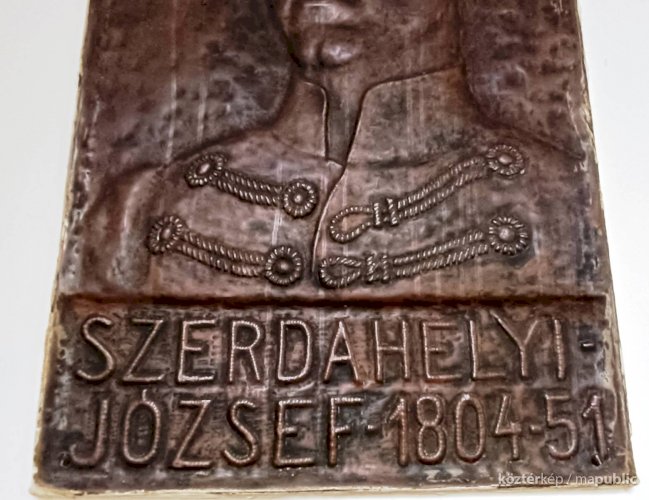 SZERDAHELYI-
JÓZSEF-1804-51
köztérkép / mapublic